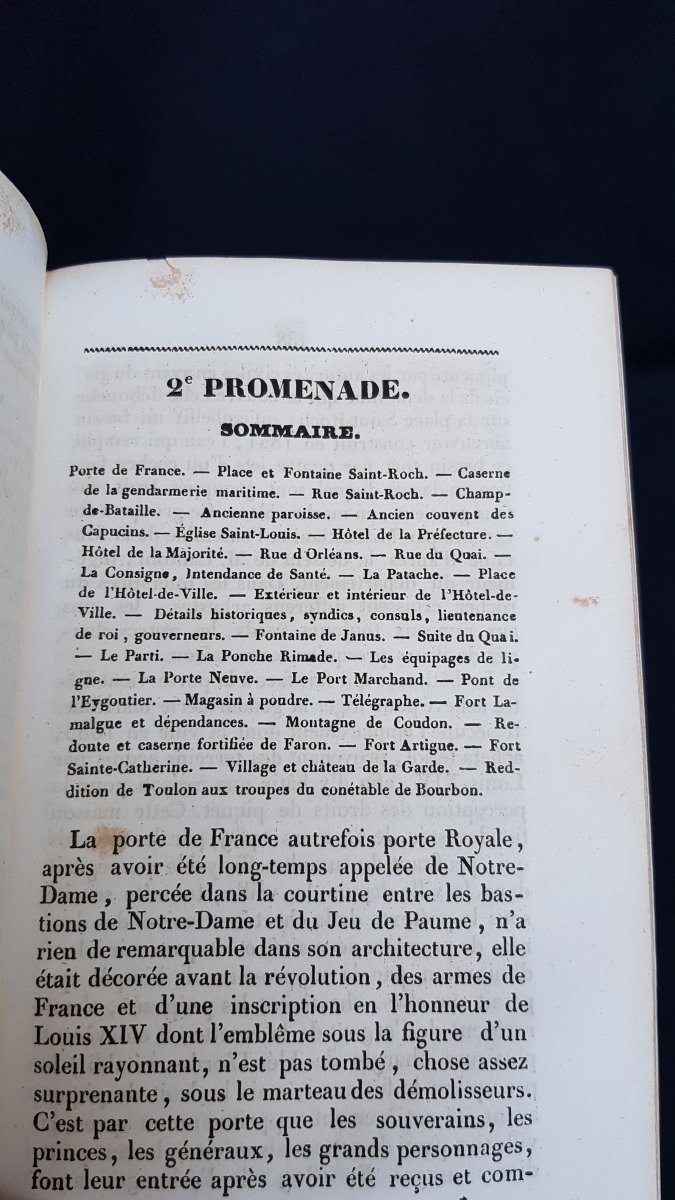 2e PROMENADE.
SOMMAIRE.
Porte de France. — Place et Fontaine Saint-Roch. — Caserne
de la gendarmerie maritime. — Rue Saint-Roch. — Champ-
de-Bataille. — Ancienne paroisse. — Ancien couvent des
Capucins. — Église Saint-Louis. — Hôtel de la Préfecture. —
Hôtel de la Majorité. — Rue d'Orléans. — Rue du Quai. —
La Consigne, Intendance de Santé. — La Patache. — Place
de l'Hôtel-de-Ville. — Extérieur et intérieur de l'Hôtel-de-
Ville. — Détails historiques, syndics, consuls, lieutenance
de roi, gouverneurs. — Fontaine de Janus. — Suite du Quai.
— Le Parti. — La Ponche Rimade. — Les équipages de li-
gne. — La Porte Neuve. — Le Port Marchand. — Pont de
l'Eygoutier. — Magasin à poudre. — Télégraphe. — Fort La-
malgue et dépendances. — Montagne de Coudon. — Re-
doute et caserne fortifiée de Faron. — Fort Artigue. — Fort
Sainte-Catherine. — Village et château de la Garde. — Red-
dition de Toulon aux troupes du conétable de Bourbon.
La porte de France autrefois porte Royale,
après avoir été long-temps appelée de Notre-
Dame, percée dans la courtine entre les bas-
tions de Notre-Dame et du Jeu de Paume, n'a
rien de remarquable dans son architecture, elle
était décorée avant la révolution, des armes de
France et d'une inscription en l'honneur de
Louis XIV dont l'emblême sous la figure d'un
soleil rayonnant, n'est pas tombé, chose assez
surprenante, sous le marteau des démolisseurs.
C'est par cette porte que les souverains, les
princes, les généraux, les grands personnages,
font leur entrée après avoir été reçus et com-